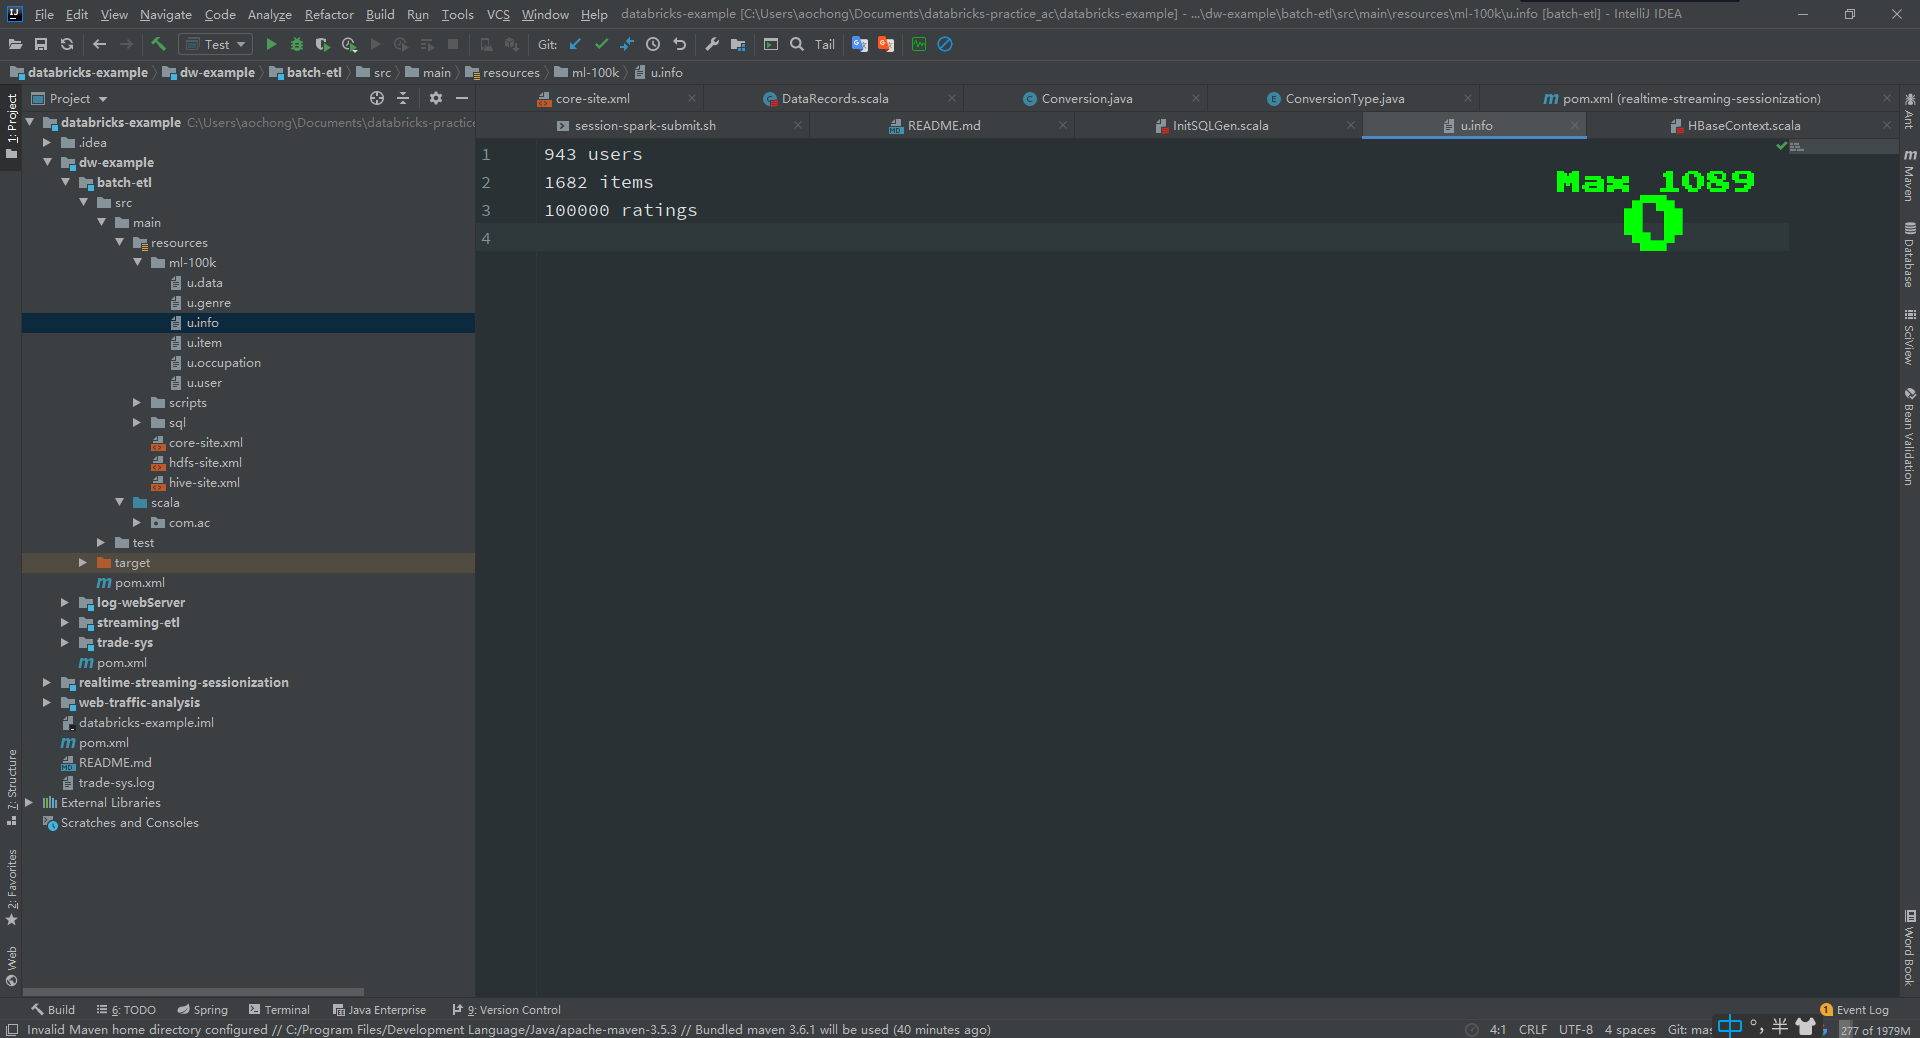 File Edit View Navigate Code Analyze Refactor Build Run Tools VCS Window Help databricks-example [C:\Users\aochong\Documents\databricks-practice_ac\databricks-example] - ...\dw-example\batch-etl\src\main\resources\ml-100k\u.info [batch-etl] - IntelliJ IDEA
Test Git: Tail
databricks-example dw-example batch-etl src main resources ml-100k u.info
Project
core-site.xml DataRecords.scala Conversion.java ConversionType.java pom.xml (realtime-streaming-sessionization)
session-spark-submit.sh README.md InitSQLGen.scala u.info HBaseContext.scala
1: Project
7: Structure
2: Favorites
Web
databricks-example C:\Users\aochong\Documents\databricks-practice
.idea
dw-example
batch-etl
src
main
resources
ml-100k
u.data
u.genre
u.info
u.item
u.occupation
u.user
scripts
sql
core-site.xml
hdfs-site.xml
hive-site.xml
scala
com.ac
test
target
pom.xml
log-webServer
streaming-etl
trade-sys
pom.xml
realtime-streaming-sessionization
web-traffic-analysis
databricks-example.iml
pom.xml
README.md
trade-sys.log
External Libraries
Scratches and Consoles
1 943 users
2 1682 items
3 100000 ratings
4
Max 1089
0
Ant
Maven
Database
SciView
Bean Validation
Word Book
Build 6: TODO Spring Terminal Java Enterprise 9: Version Control 1 Event Log
Invalid Maven home directory configured // C:/Program Files/Development Language/Java/apache-maven-3.5.3 // Bundled maven 3.6.1 will be used (40 minutes ago) 4:1 CRLF UTF-8 4 spaces Git: mas 中 °, 半 277 of 1979M